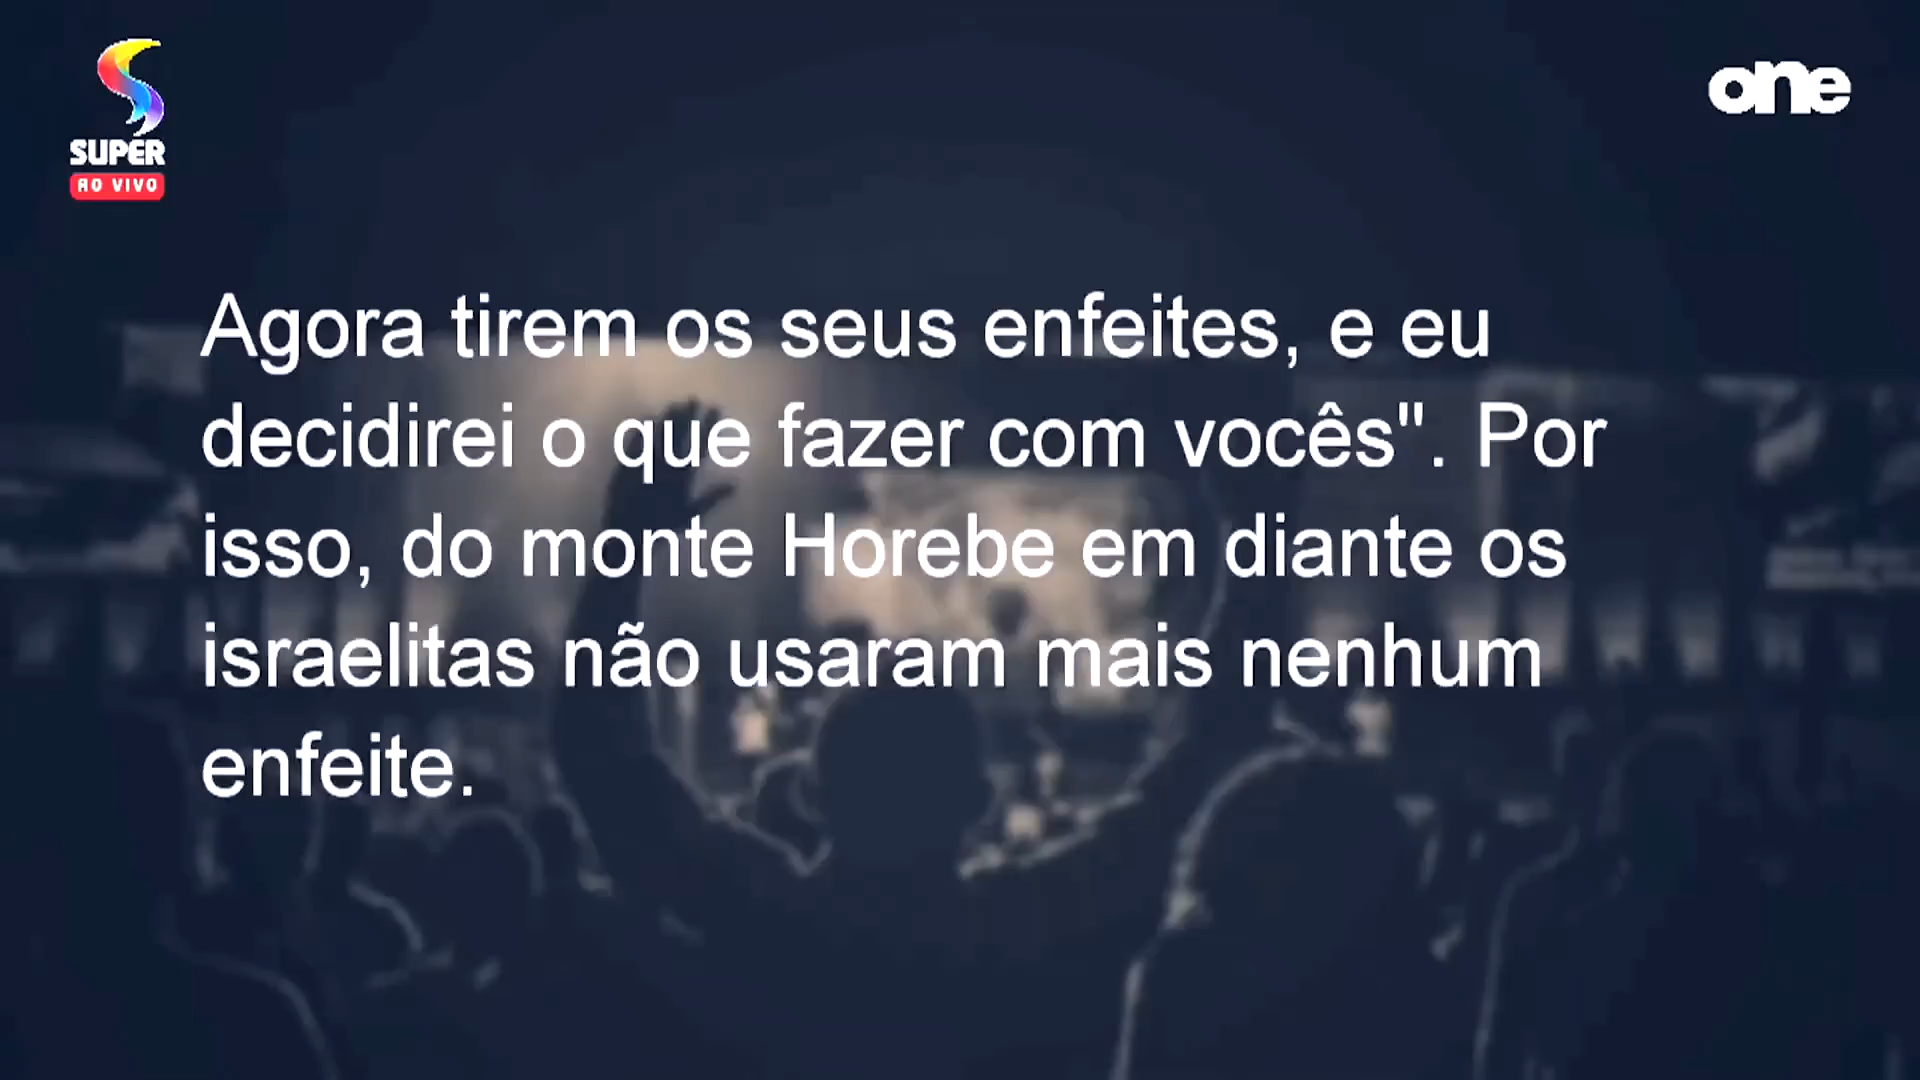 SUPER
AO VIVO
one
Agora tirem os seus enfeites, e eu
decidirei o que fazer com vocês". Por
isso, do monte Horebe em diante os
israelitas não usaram mais nenhum
enfeite.